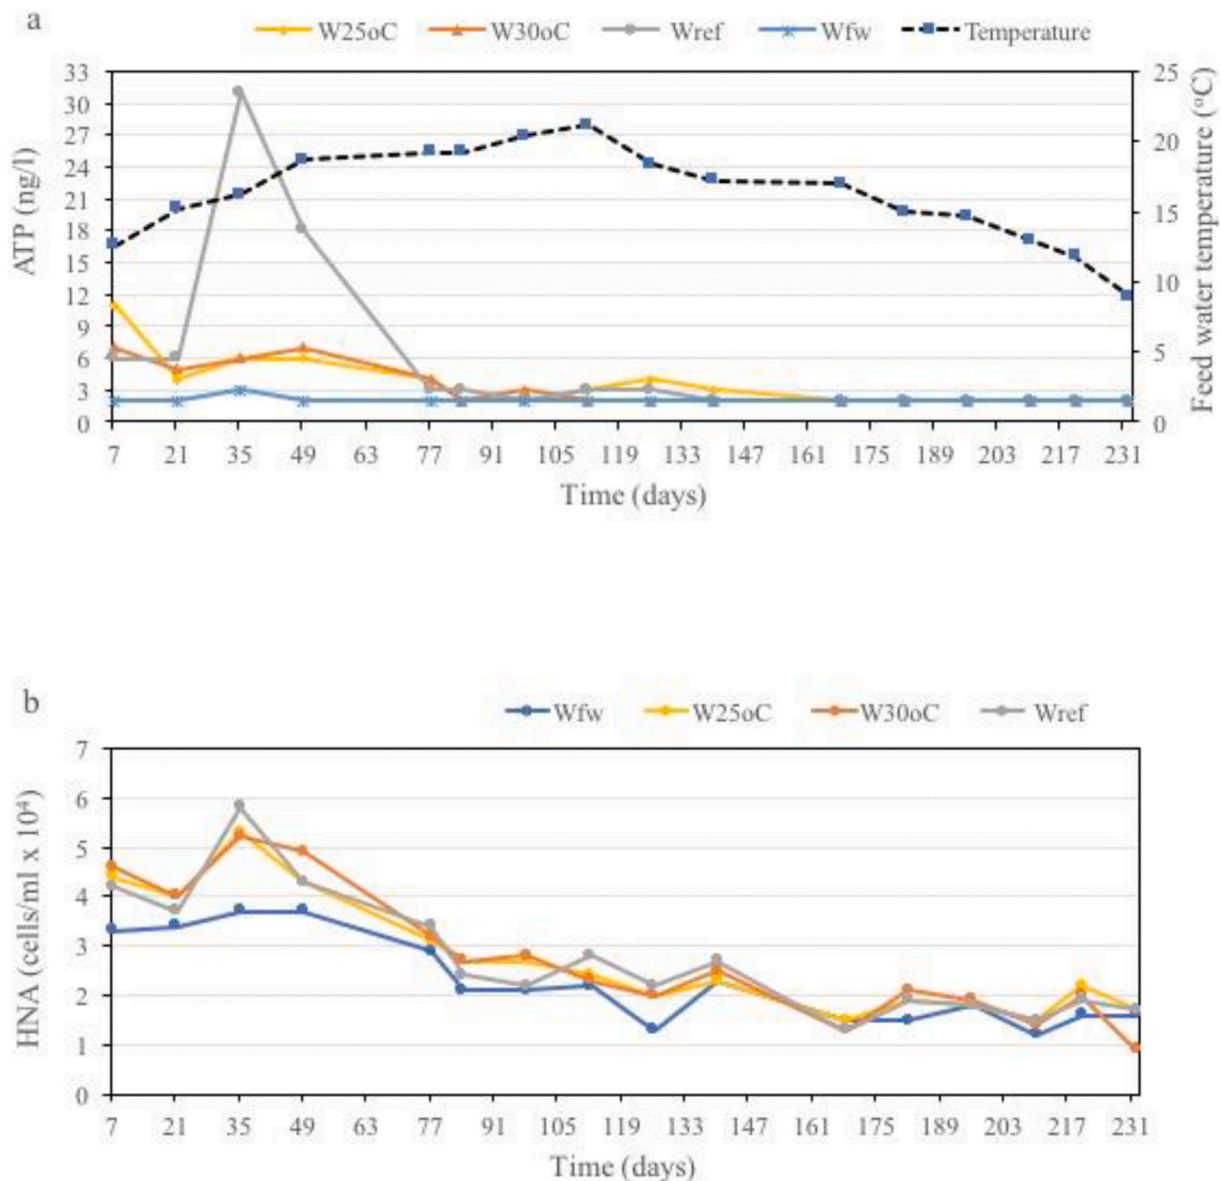 a
W25oC W30oC Wref Wfw Temperature
33 30 27 24 21 18 15 12 9 6 3 0
ATP (ng/l)
25 20 15 10 5 0
Feed water temperature (°C)
7 21 35 49 63 77 91 105 119 133 147 161 175 189 203 217 231
Time (days)
b
Wfw W25oC W30oC Wref
7 6 5 4 3 2 1 0
HNA (cells/ml x 10⁴)
7 21 35 49 63 77 91 105 119 133 147 161 175 189 203 217 231
Time (days)